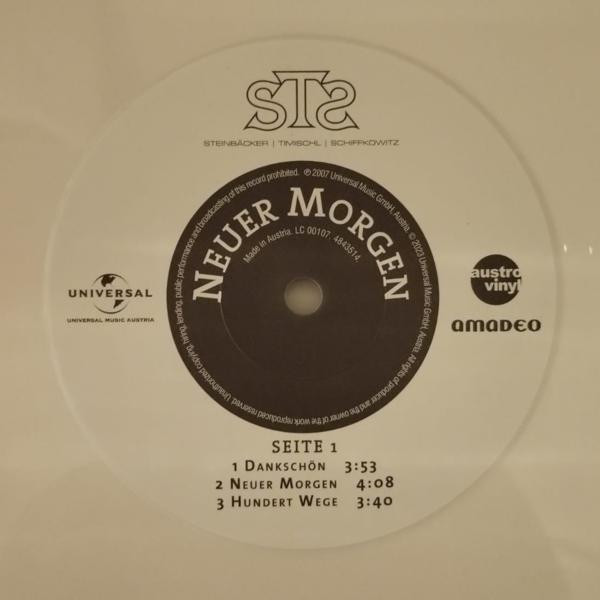 STS
STEINBÄCKER | TIMISCHL | SCHIFFKOWITZ
Unauthorized copying, hiring, lending, public performance and broadcasting of this record prohibited. ℗ 2007 Universal Music GmbH, Austria. © 2023 Universal Music GmbH, Austria. All rights of producer and the owner of the work reproduced reserved.
NEUER MORGEN
Made in Austria. LC 00107. 4843514
UNIVERSAL
UNIVERSAL MUSIC AUSTRIA
austro
vinyl
amadeo
SEITE 1
1 DANKSCHÖN 3:53
2 NEUER MORGEN 4:08
3 HUNDERT WEGE 3:40